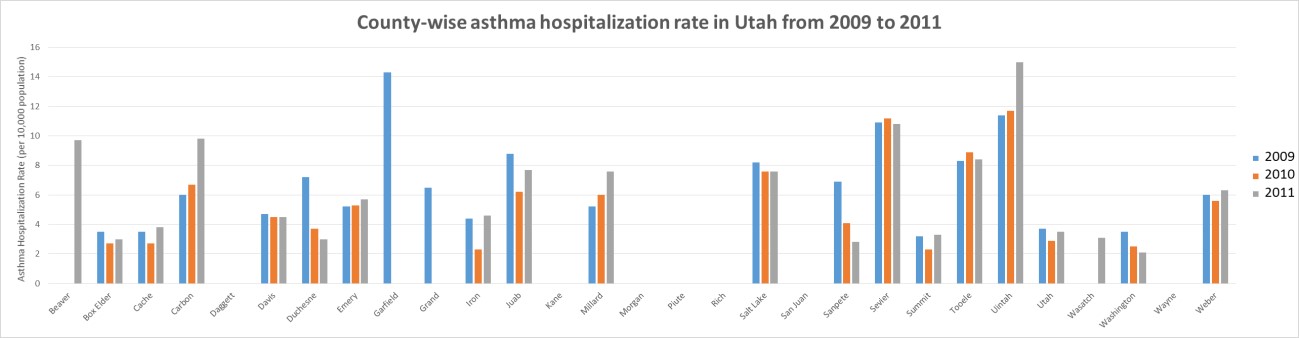 County-wise asthma hospitalization rate in Utah from 2009 to 2011
Asthma Hospitalization Rate (per 10,000 population)
16
14
12
10
8
6
4
2
0
Beaver
Box Elder
Cache
Carbon
Daggett
Davis
Duchesne
Emery
Garfield
Grand
Iron
Juab
Kane
Millard
Morgan
Piute
Rich
Salt Lake
San Juan
Sanpete
Sevier
Summit
Tooele
Uintah
Utah
Wasatch
Washington
Wayne
Weber
2009
2010
2011